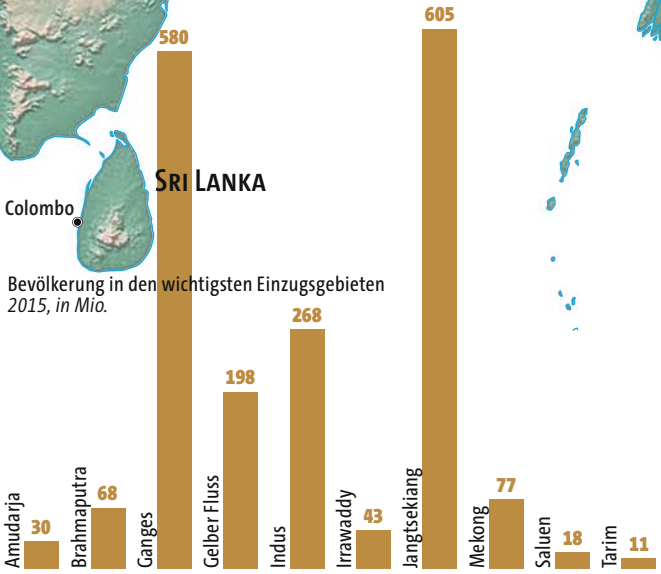 605
580
SRI LANKA
Colombo
Bevölkerung in den wichtigsten Einzugsgebieten
2015, in Mio.
268
198
77
68
43
30
18
11
Amudarja
Brahmaputra
Ganges
Gelber Fluss
Indus
Irrawaddy
Jangtsekiang
Mekong
Saluen
Tarim